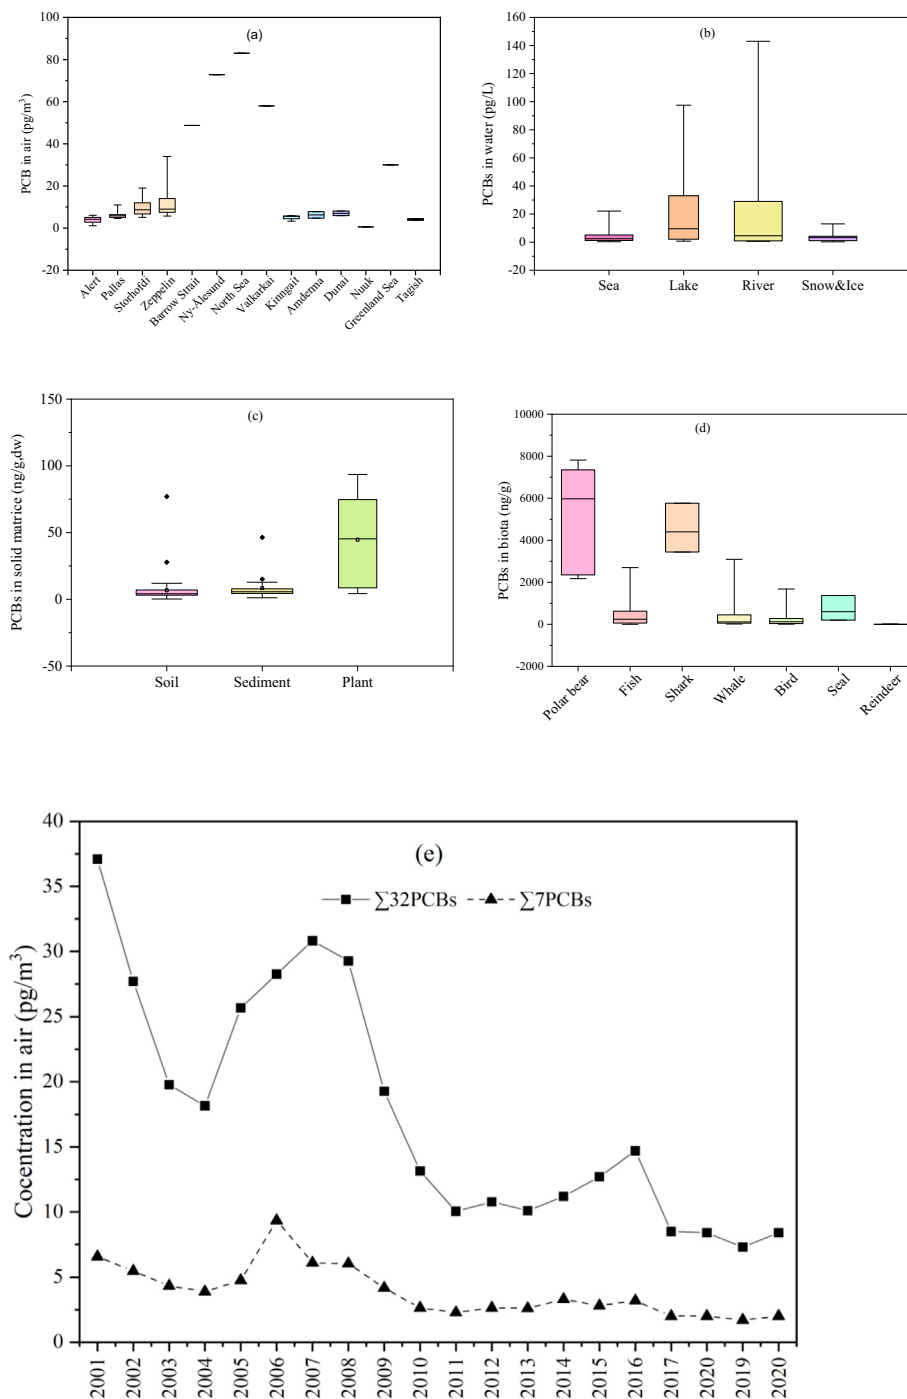 (a)
PCB in air (pg/m³)
100
80
60
40
20
0
-20
Alert
Pallas
Storhofdi
Zeppelin
Barrow Strait
Ny-Ålesund
North Sea
Valkarkai
Kinngait
Amderma
Dunai
Nuuk
Greenland Sea
Tagish
(b)
PCBs in water (pg/L)
160
140
120
100
80
60
40
20
0
-20
Sea Lake River Snow&Ice
(c)
PCBs in solid matrice (ng/g,dw)
150
100
50
0
-50
Soil Sediment Plant
(d)
PCBs in biota (ng/g)
10000
8000
6000
4000
2000
0
-2000
Polar bear
Fish
Shark
Whale
Bird
Seal
Reindeer
(e)
∑32PCBs ∑7PCBs
Cocentration in air (pg/m³)
40
35
30
25
20
15
10
5
0
2001
2002
2003
2004
2005
2006
2007
2008
2009
2010
2011
2012
2013
2014
2015
2016
2017
2020
2019
2020